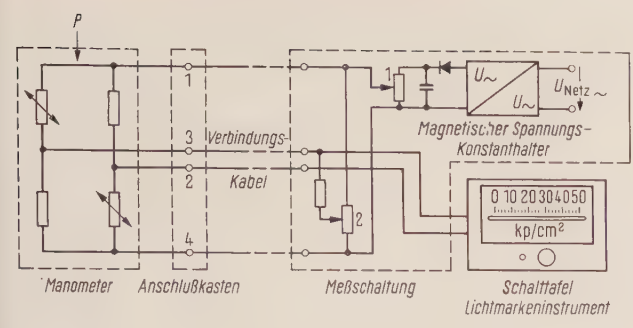 P
1
3
Verbindungs-
2
Kabel
4
1
U~
U~
U Netz ~
Magnetischer Spannungs-
Konstanthalter
2
0 10 20 30 40 50
kp/cm²
Manometer
Anschlußkasten
Meßschaltung
Schalttafel
Lichtmarkeninstrument